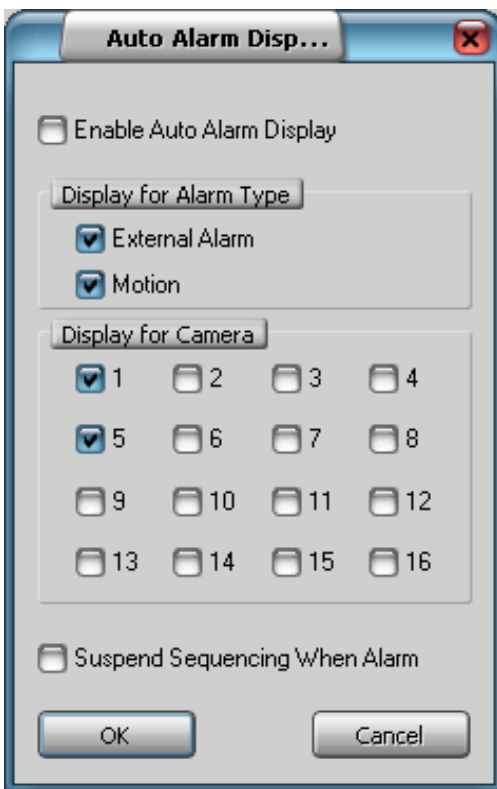 Auto Alarm Disp...
Enable Auto Alarm Display
Display for Alarm Type
External Alarm
Motion
Display for Camera
1 2 3 4
5 6 7 8
9 10 11 12
13 14 15 16
Suspend Sequencing When Alarm
OK Cancel